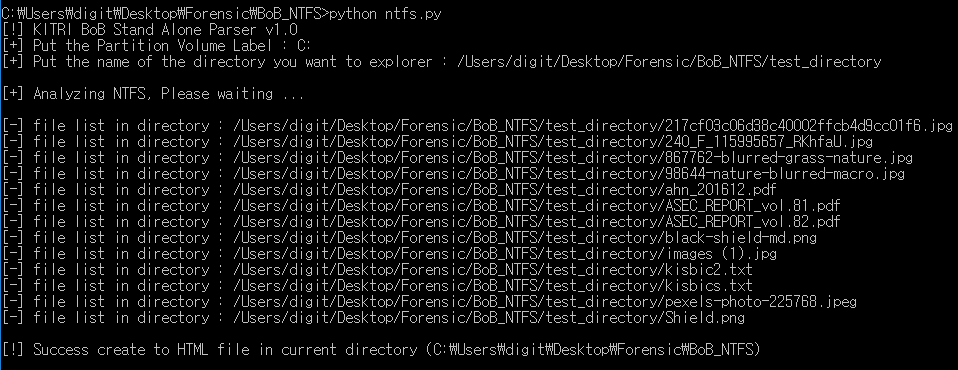 C:₩Users₩digit₩Desktop₩Forensic₩BoB_NTFS>python ntfs.py
[!] KITRI BoB Stand Alone Parser v1.0
[+] Put the Partition Volume Label : C:
[+] Put the name of the directory you want to explorer : /Users/digit/Desktop/Forensic/BoB_NTFS/test_directory
[+] Analyzing NTFS, Please waiting ...
[-] file list in directory : /Users/digit/Desktop/Forensic/BoB_NTFS/test_directory/217cf03c06d38c40002ffcb4d9cc01f6.jpg
[-] file list in directory : /Users/digit/Desktop/Forensic/BoB_NTFS/test_directory/240_F_115995657_RKhfaU.jpg
[-] file list in directory : /Users/digit/Desktop/Forensic/BoB_NTFS/test_directory/867762-blurred-grass-nature.jpg
[-] file list in directory : /Users/digit/Desktop/Forensic/BoB_NTFS/test_directory/98644-nature-blurred-macro.jpg
[-] file list in directory : /Users/digit/Desktop/Forensic/BoB_NTFS/test_directory/ahn_201612.pdf
[-] file list in directory : /Users/digit/Desktop/Forensic/BoB_NTFS/test_directory/ASEC_REPORT_vol.81.pdf
[-] file list in directory : /Users/digit/Desktop/Forensic/BoB_NTFS/test_directory/ASEC_REPORT_vol.82.pdf
[-] file list in directory : /Users/digit/Desktop/Forensic/BoB_NTFS/test_directory/black-shield-md.png
[-] file list in directory : /Users/digit/Desktop/Forensic/BoB_NTFS/test_directory/images (1).jpg
[-] file list in directory : /Users/digit/Desktop/Forensic/BoB_NTFS/test_directory/kisbic2.txt
[-] file list in directory : /Users/digit/Desktop/Forensic/BoB_NTFS/test_directory/kisbics.txt
[-] file list in directory : /Users/digit/Desktop/Forensic/BoB_NTFS/test_directory/pexels-photo-225768.jpeg
[-] file list in directory : /Users/digit/Desktop/Forensic/BoB_NTFS/test_directory/Shield.png
[!] Success create to HTML file in current directory (C:₩Users₩digit₩Desktop₩Forensic₩BoB_NTFS)